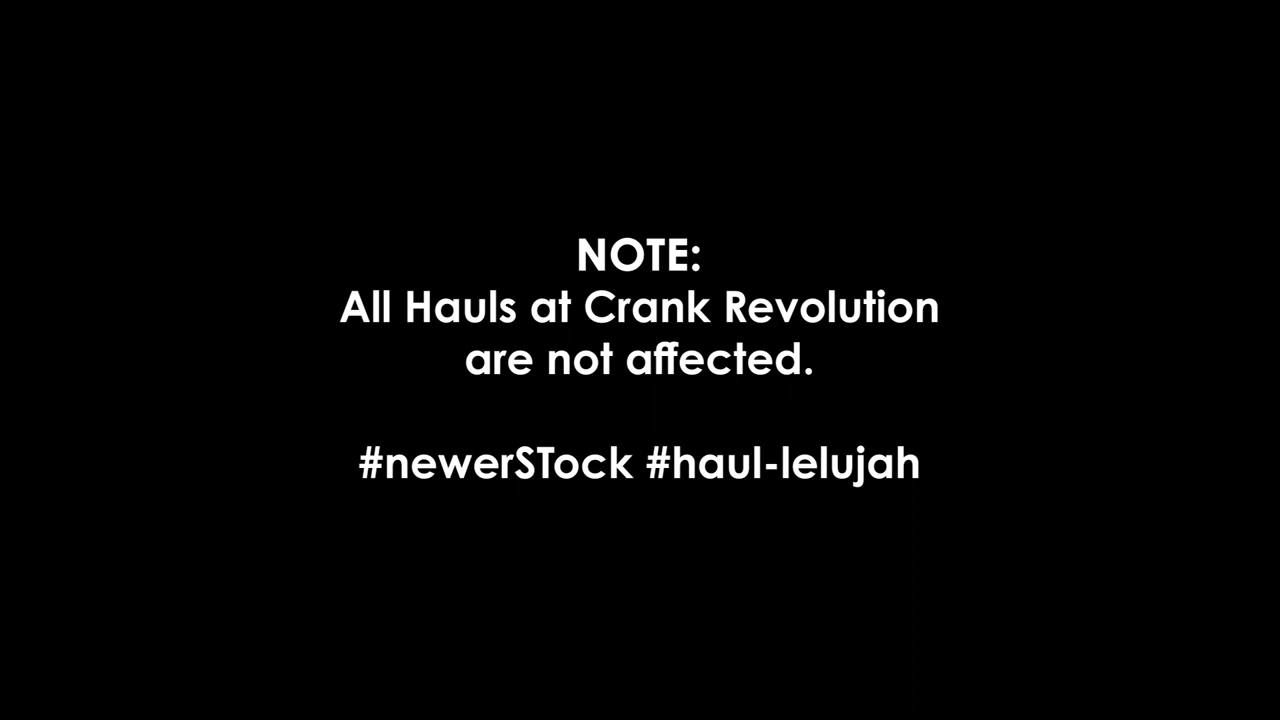 NOTE:
All Hauls at Crank Revolution
are not affected.
#newerSTock #haul-lelujah